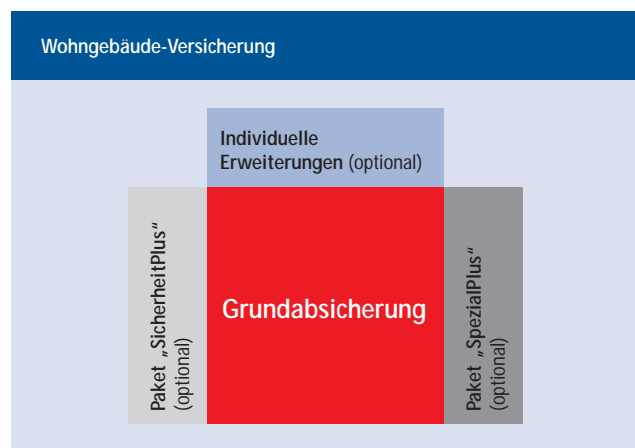 Wohngebäude-Versicherung
Individuelle
Erweiterungen (optional)
Paket „SicherheitPlus“
(optional)
Grundabsicherung
Paket „SpezialPlus“
(optional)